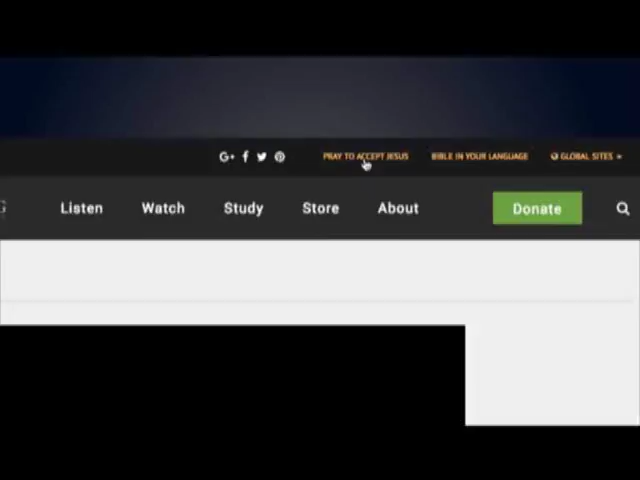 G+ PRAY TO ACCEPT JESUS BIBLE IN YOUR LANGUAGE GLOBAL SITES
G Listen Watch Study Store About Donate